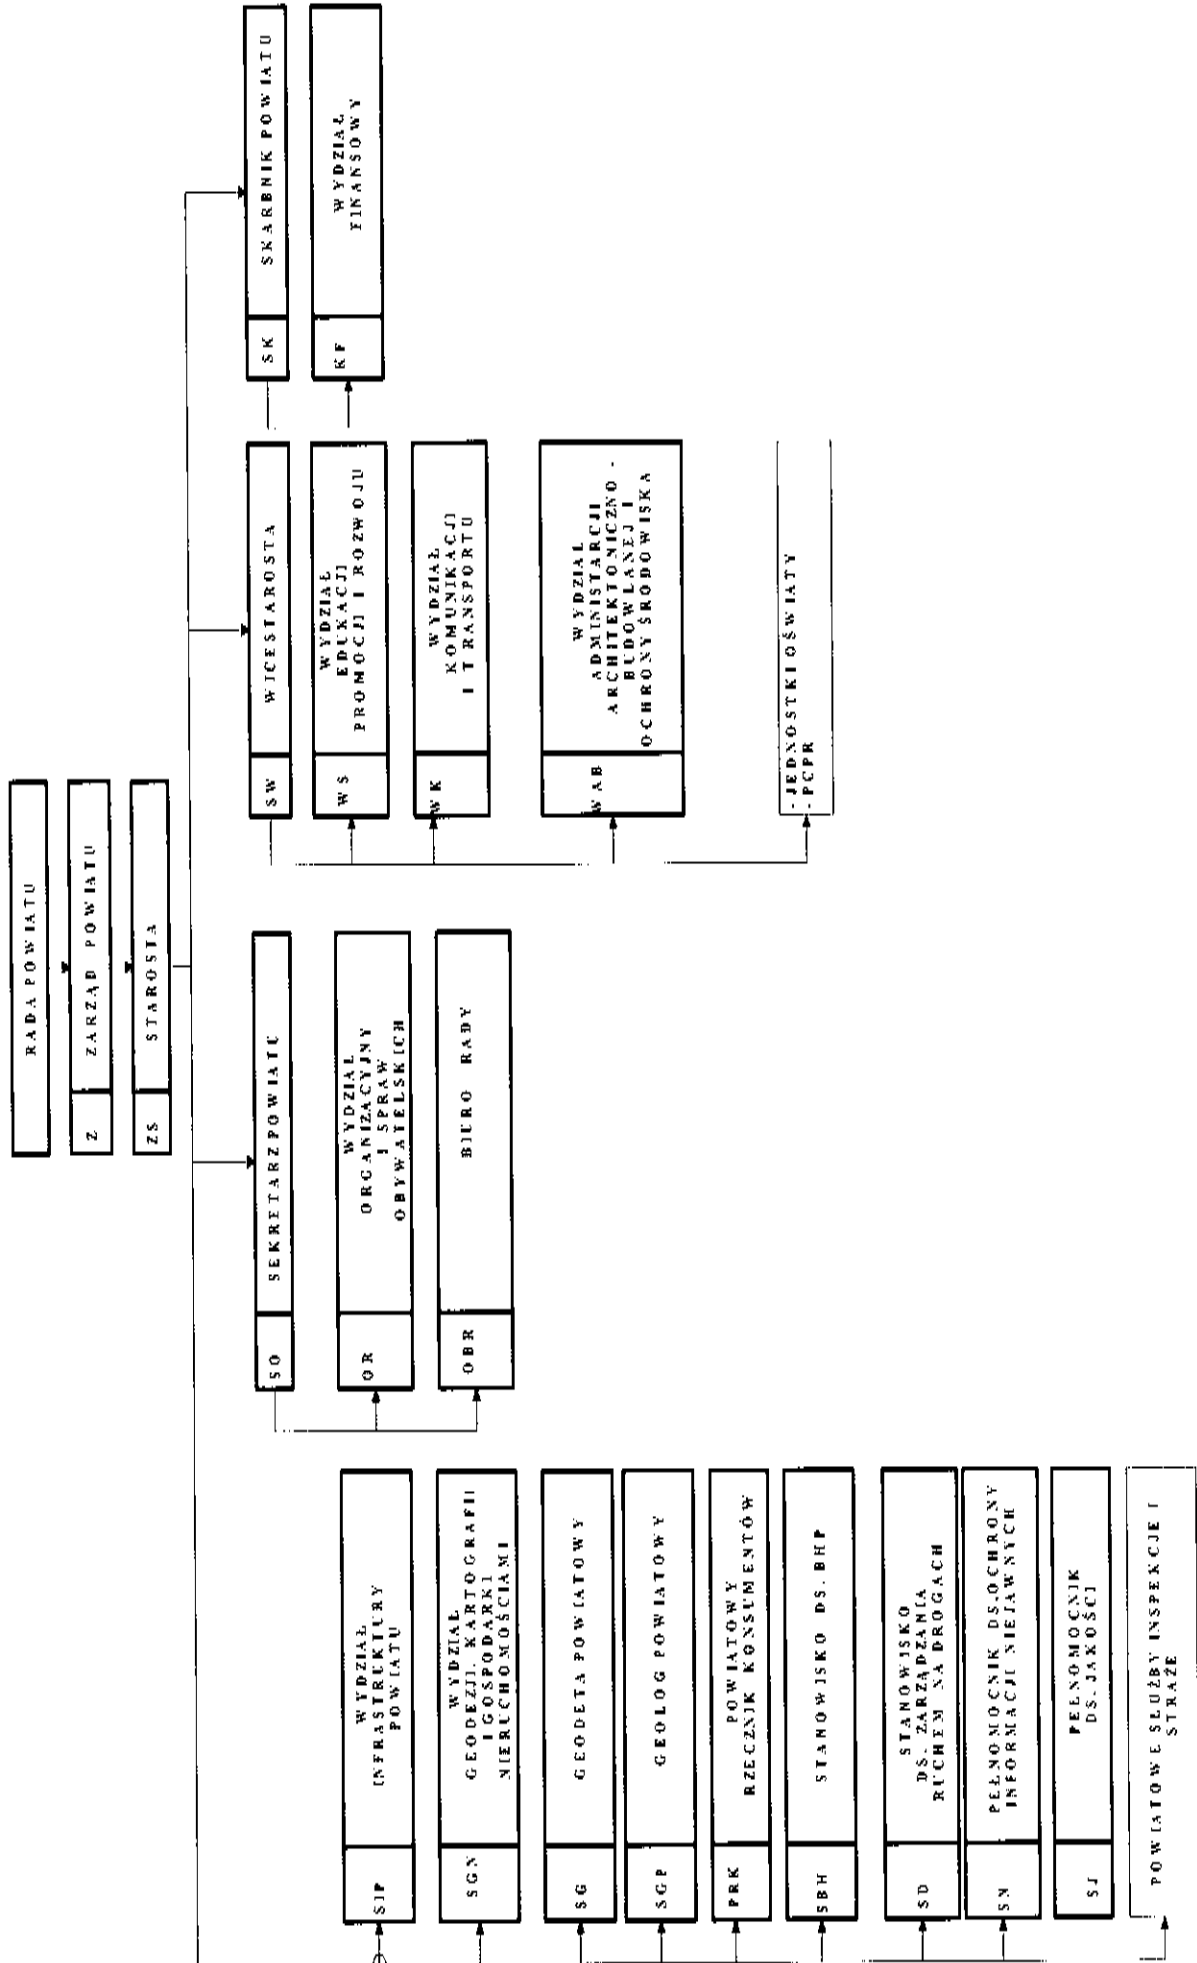 RADA POWIATU
Z
ZARZĄD POWIATU
ZS
STAROSTA
SIP
WYDZIAŁ
INFRASTRUKTURY
POWIATU
SGN
WYDZIAŁ
GEODEZJI, KARTOGRAFII
I GOSPODARKI
NIERUCHOMOŚCIAMI
SG
GEODETA POWIATOWY
SGP
GEOLOG POWIATOWY
PRK
POWIATOWY
RZECZNIK KONSUMENTÓW
SBH
STANOWISKO DS. BHP
SD
STANOWISKO
DS. ZARZĄDZANIA
RUCHEM NA DROGACH
SN
PEŁNOMOCNIK DS.OCHRONY
INFORMACJI NIEJAWNYCH
SJ
PEŁNOMOCNIK
DS. JAKOŚCI
POWIATOWE SŁUŻBY INSPEKCJE I
STRAŻE
SO
SEKRETARZ POWIATU
OR
WYDZIAŁ
ORGANIZACYJNY
I SPRAW
OBYWATELSKICH
OBR
BIURO RADY
SW
WICESTAROSTA
WS
WYDZIAŁ
EDUKACJI
PROMOCJI I ROZWOJU
WK
WYDZIAŁ
KOMUNIKACJI
I TRANSPORTU
WAB
WYDZIAŁ
ADMINISTARCJI
ARCHITEKTONICZNO -
BUDOWLANEJ I
OCHRONY ŚRODOWISKA
- JEDNOSTKI OŚWIATY
- PCPR
SK
SKARBNIK POWIATU
KF
WYDZIAŁ
FINANSOWY